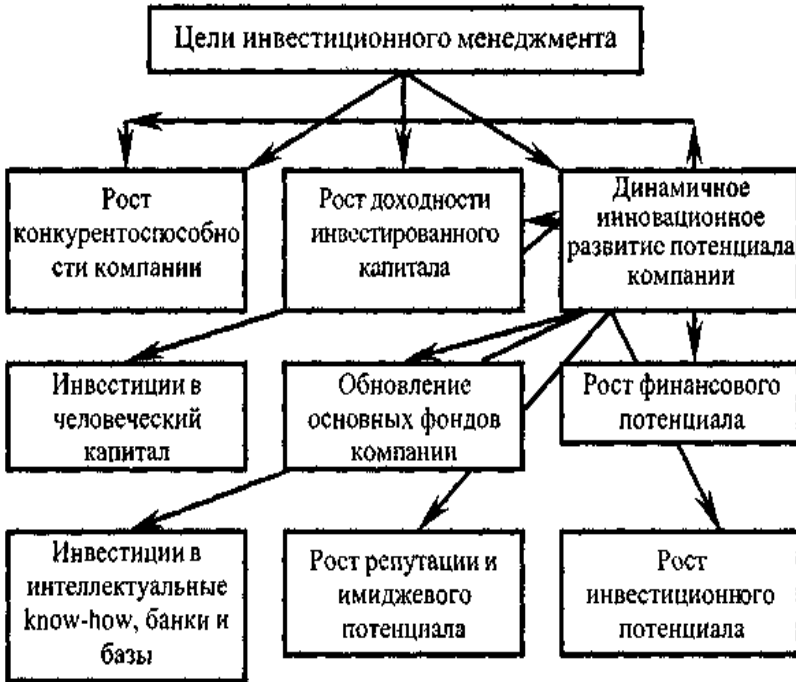 Цели инвестиционного менеджмента
Рост
конкурентоспособно
сти компании
Рост доходности
инвестированного
капитала
Динамичное
инновационное
развитие потенциала
компании
Инвестиции в
человеческий
капитал
Обновление
основных фондов
компании
Рост финансового
потенциала
Инвестиции в
интеллектуальные
know-how, банки и
базы
Рост репутации и
имиджевого
потенциала
Рост
инвестиционного
потенциала